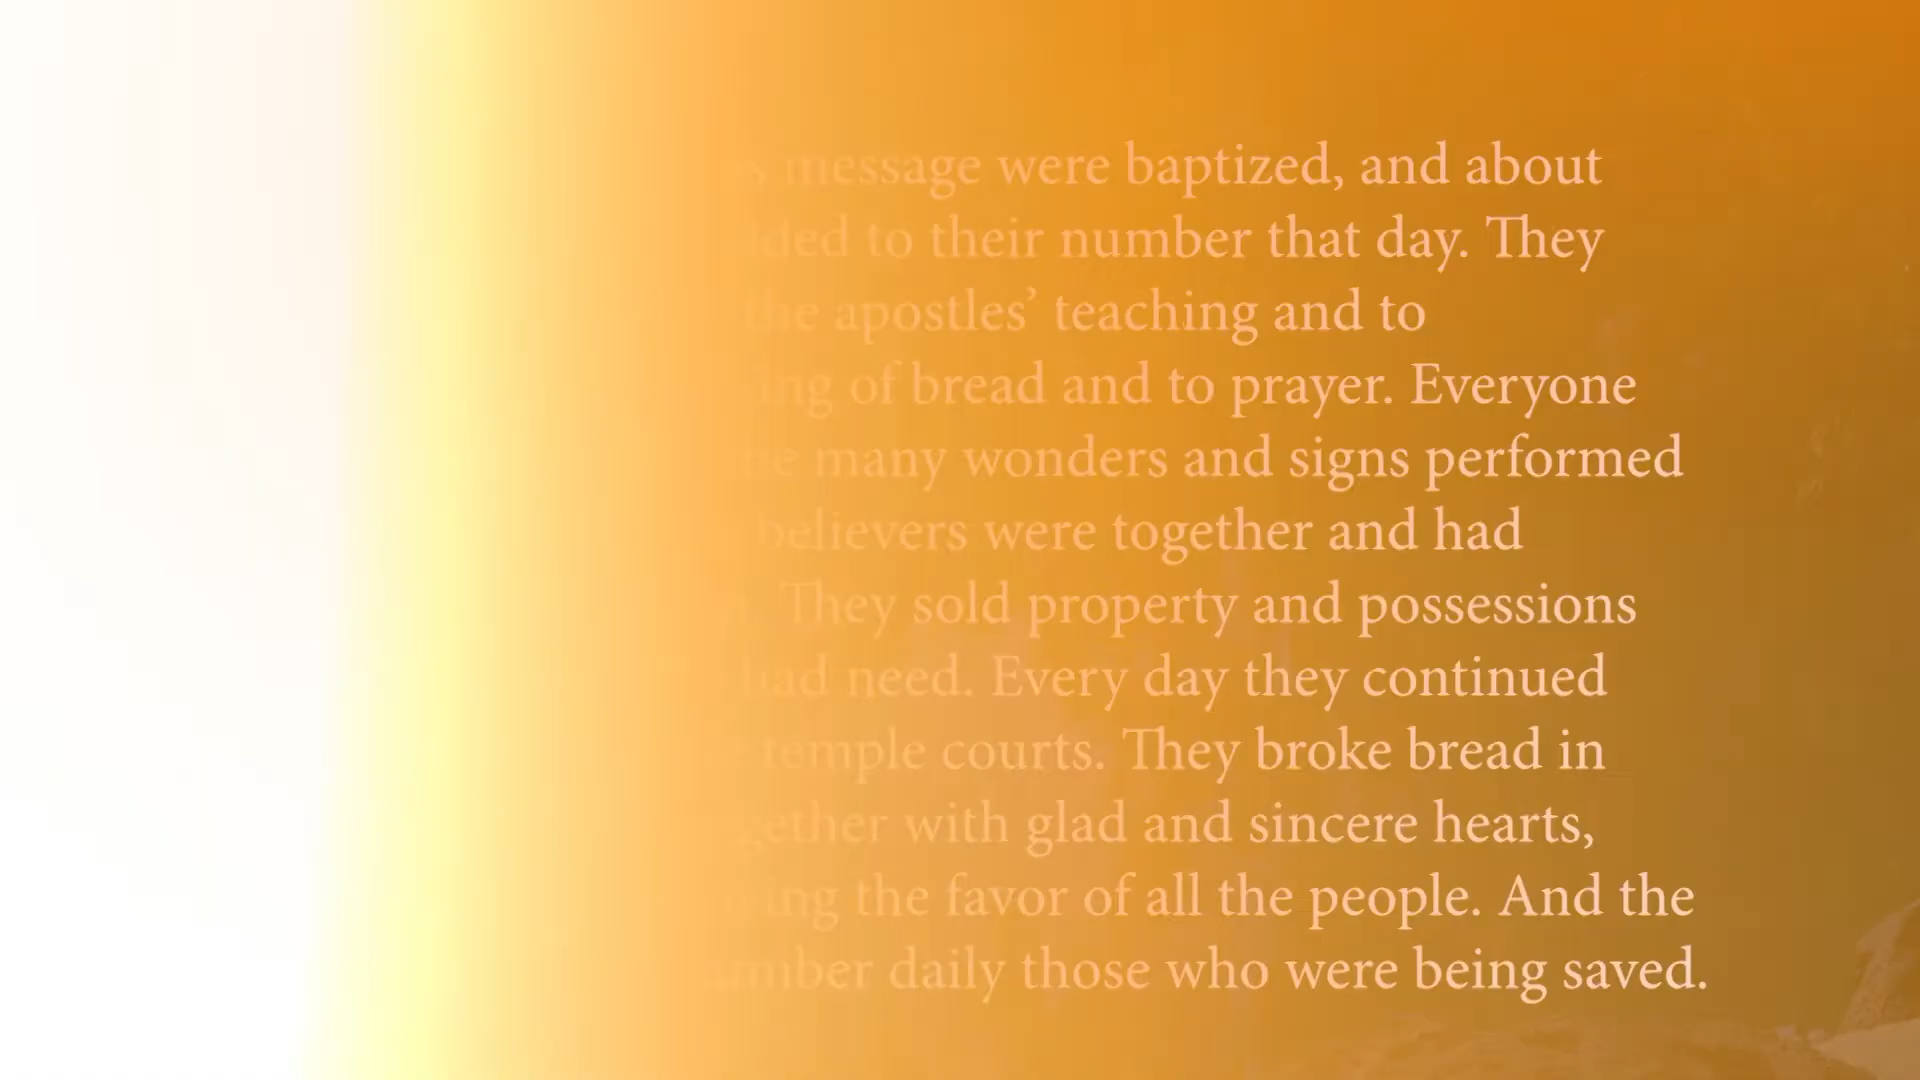 message were baptized, and about
to their number that day. They
the apostles’ teaching and to
of bread and to prayer. Everyone
many wonders and signs performed
believers were together and had
They sold property and possessions
had need. Every day they continued
temple courts. They broke bread in
with glad and sincere hearts,
the favor of all the people. And the
daily those who were being saved.